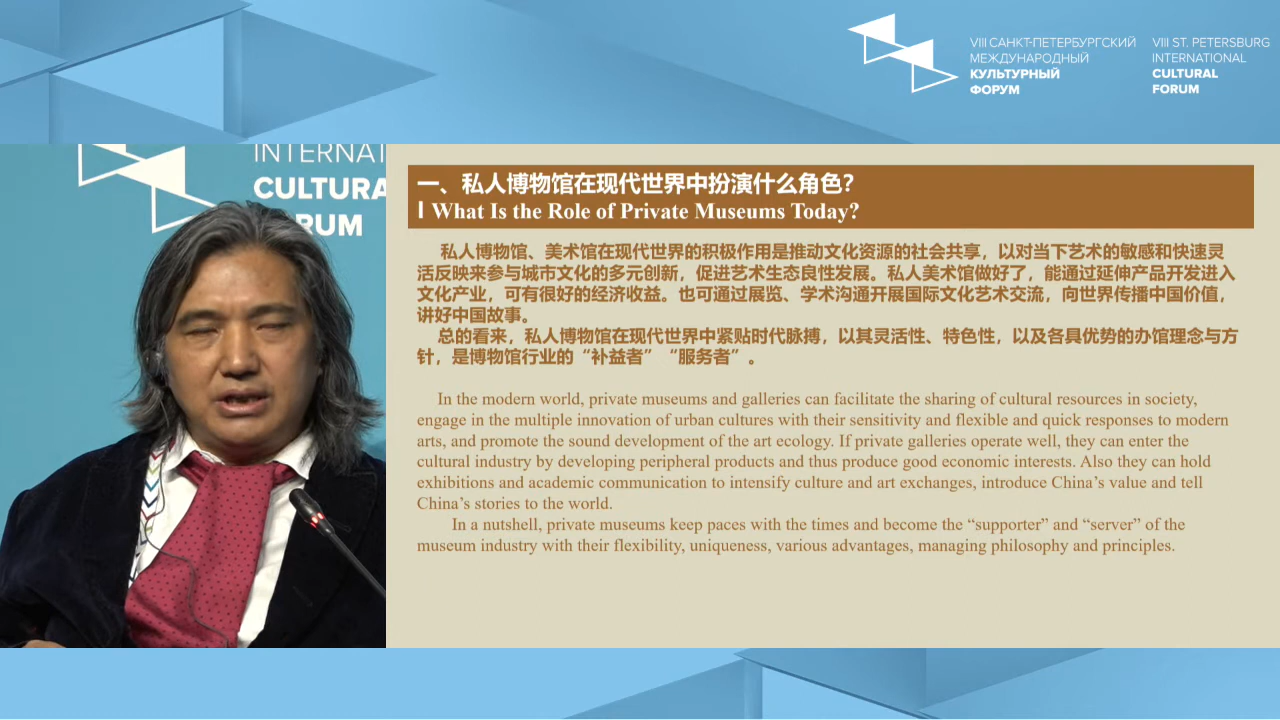 VIII САНКТ-ПЕТЕРБУРГСКИЙ
МЕЖДУНАРОДНЫЙ
КУЛЬТУРНЫЙ
ФОРУМ
VIII ST. PETERSBURG
INTERNATIONAL
CULTURAL
FORUM
INTERNAT
CULTURA
RUM
一、私人博物馆在现代世界中扮演什么角色？
I What Is the Role of Private Museums Today?
私人博物馆、美术馆在现代世界的积极作用是推动文化资源的社会共享，以对当下艺术的敏感和快速灵
活反映来参与城市文化的多元创新，促进艺术生态良性发展。私人美术馆做好了，能通过延伸产品开发进入
文化产业，可有很好的经济收益。也可通过展览、学术沟通开展国际文化艺术交流，向世界传播中国价值，
讲好中国故事。
总的看来，私人博物馆在现代世界中紧贴时代脉搏，以其灵活性、特色性，以及各具优势的办馆理念与方
针，是博物馆行业的“补益者”“服务者”。
In the modern world, private museums and galleries can facilitate the sharing of cultural resources in society,
engage in the multiple innovation of urban cultures with their sensitivity and flexible and quick responses to modern
arts, and promote the sound development of the art ecology. If private galleries operate well, they can enter the
cultural industry by developing peripheral products and thus produce good economic interests. Also they can hold
exhibitions and academic communication to intensify culture and art exchanges, introduce China’s value and tell
China’s stories to the world.
In a nutshell, private museums keep paces with the times and become the “supporter” and “server” of the
museum industry with their flexibility, uniqueness, various advantages, managing philosophy and principles.